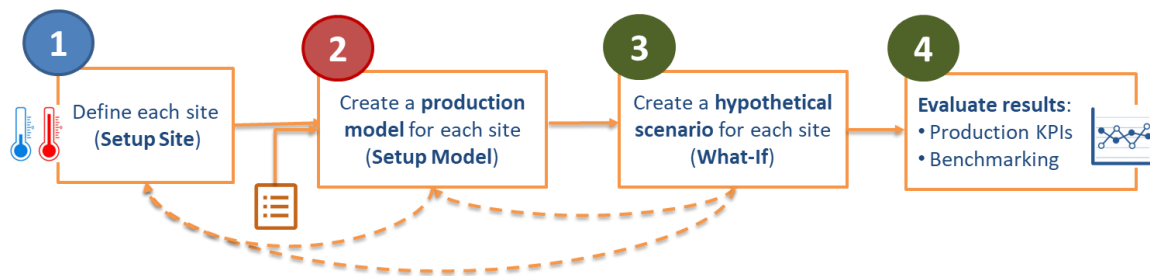 1
Define each site
(Setup Site)
2
Create a production
model for each site
(Setup Model)
3
Create a hypothetical
scenario for each site
(What-If)
4
Evaluate results:
• Production KPIs
• Benchmarking